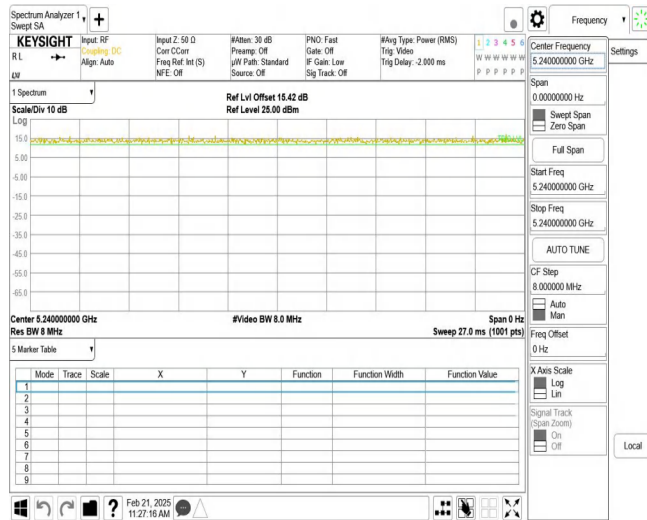 Spectrum Analyzer 1
Swept SA
Frequency
KEYSIGHT
R L
Input: RF
Coupling: DC
Align: Auto
Input Z: 50 Ω
Corr CCorr
Freq Ref: Int (S)
NFE: Off
#Atten: 30 dB
Preamp: Off
µW Path: Standard
Source: Off
PNO: Fast
Gate: Off
IF Gain: Low
Sig Track: Off
#Avg Type: Power (RMS)
Trig: Video
Trig Delay: -2.000 ms
1 2 3 4 5 6
W W W W W W
P P P P P P
1 Spectrum
Scale/Div 10 dB
Ref Lvl Offset 15.42 dB
Ref Level 25.00 dBm
Log
15.0
5.00
-5.00
-15.0
-25.0
-35.0
-45.0
-55.0
-65.0
Center 5.240000000 GHz
#Video BW 8.0 MHz
Span 0 Hz
Res BW 8 MHz
Sweep 27.0 ms (1001 pts)
5 Marker Table
Mode Trace Scale X Y Function Function Width Function Value
1
2
3
4
5
6
7
8
9
Feb 21, 2025
11:27:16 AM
Center Frequency
5.240000000 GHz
Settings
Span
0.00000000 Hz
Swept Span
Zero Span
Full Span
Start Freq
5.240000000 GHz
Stop Freq
5.240000000 GHz
AUTO TUNE
CF Step
8.000000 MHz
Auto
Man
Freq Offset
0 Hz
X Axis Scale
Log
Lin
Signal Track
(Span Zoom)
On
Off
Local